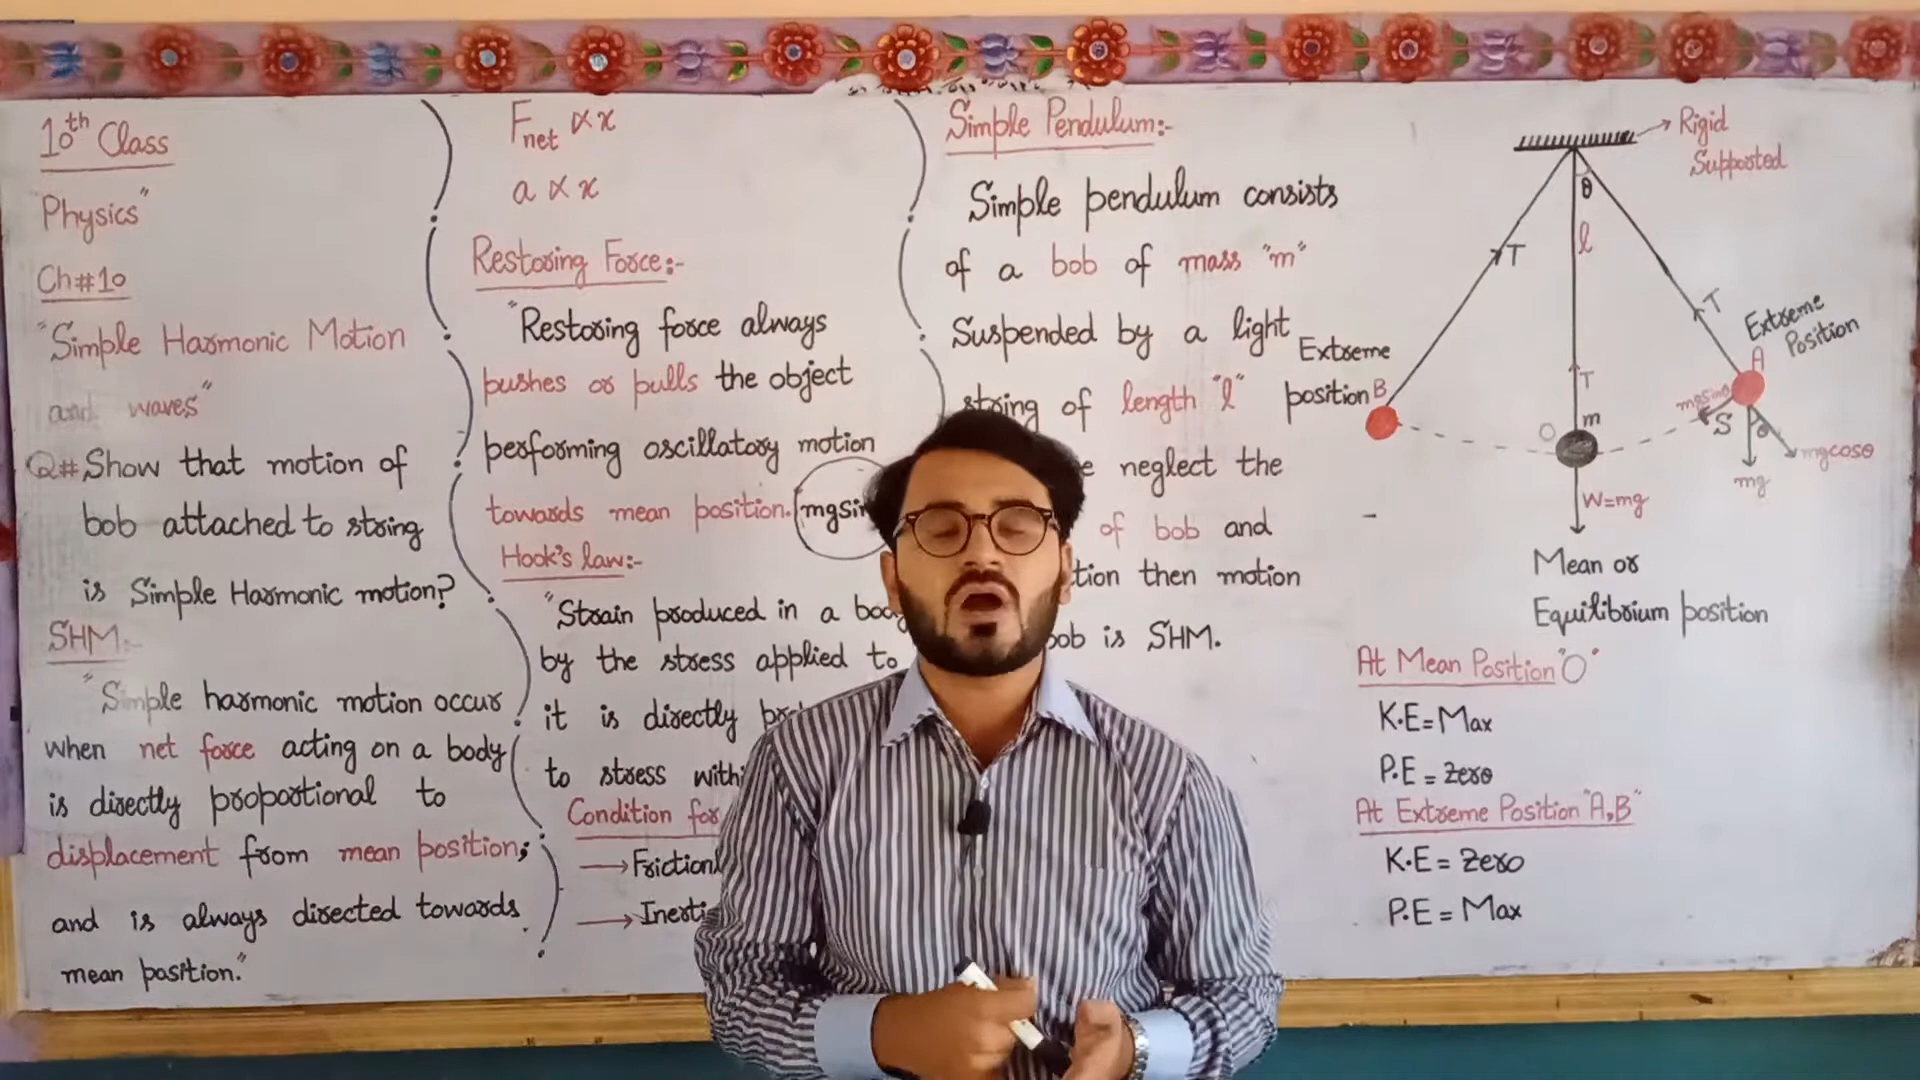 10th Class
Physics"
Ch#10
"Simple Harmonic Motion
and waves"
Q# Show that motion of
bob attached to string
is Simple Harmonic motion?
SHM:-
"Simple harmonic motion occur
when net force acting on a body
is directly proportional to
displacement from mean position;
and is always directed towards
mean position."
Fnet ∝ x
a ∝ x
Restoring Force:-
"Restoring force always
pushes or pulls the object
performing oscillatory motion
towards mean position. mgsin
Hook's law:-
"Strain produced in a
by the stress applied to
it is directly
to stress
Condition for
→
→
Simple Pendulum:-
Simple pendulum consists
of a bob of mass "m"
Suspended by a light
string of length "l"
neglect the
of bob and
then motion
is SHM.
Rigid
Supported
θ
l
T
T
T
Extreme
Position
A
Extreme
position B
mgsinθ
S
θ
mgcosθ
mg
O
m
W=mg
Mean or
Equilibrium position
At Mean Position "O"
K.E = Max
P.E = Zero
At Extreme Position "A,B"
K.E = Zero
P.E = Max